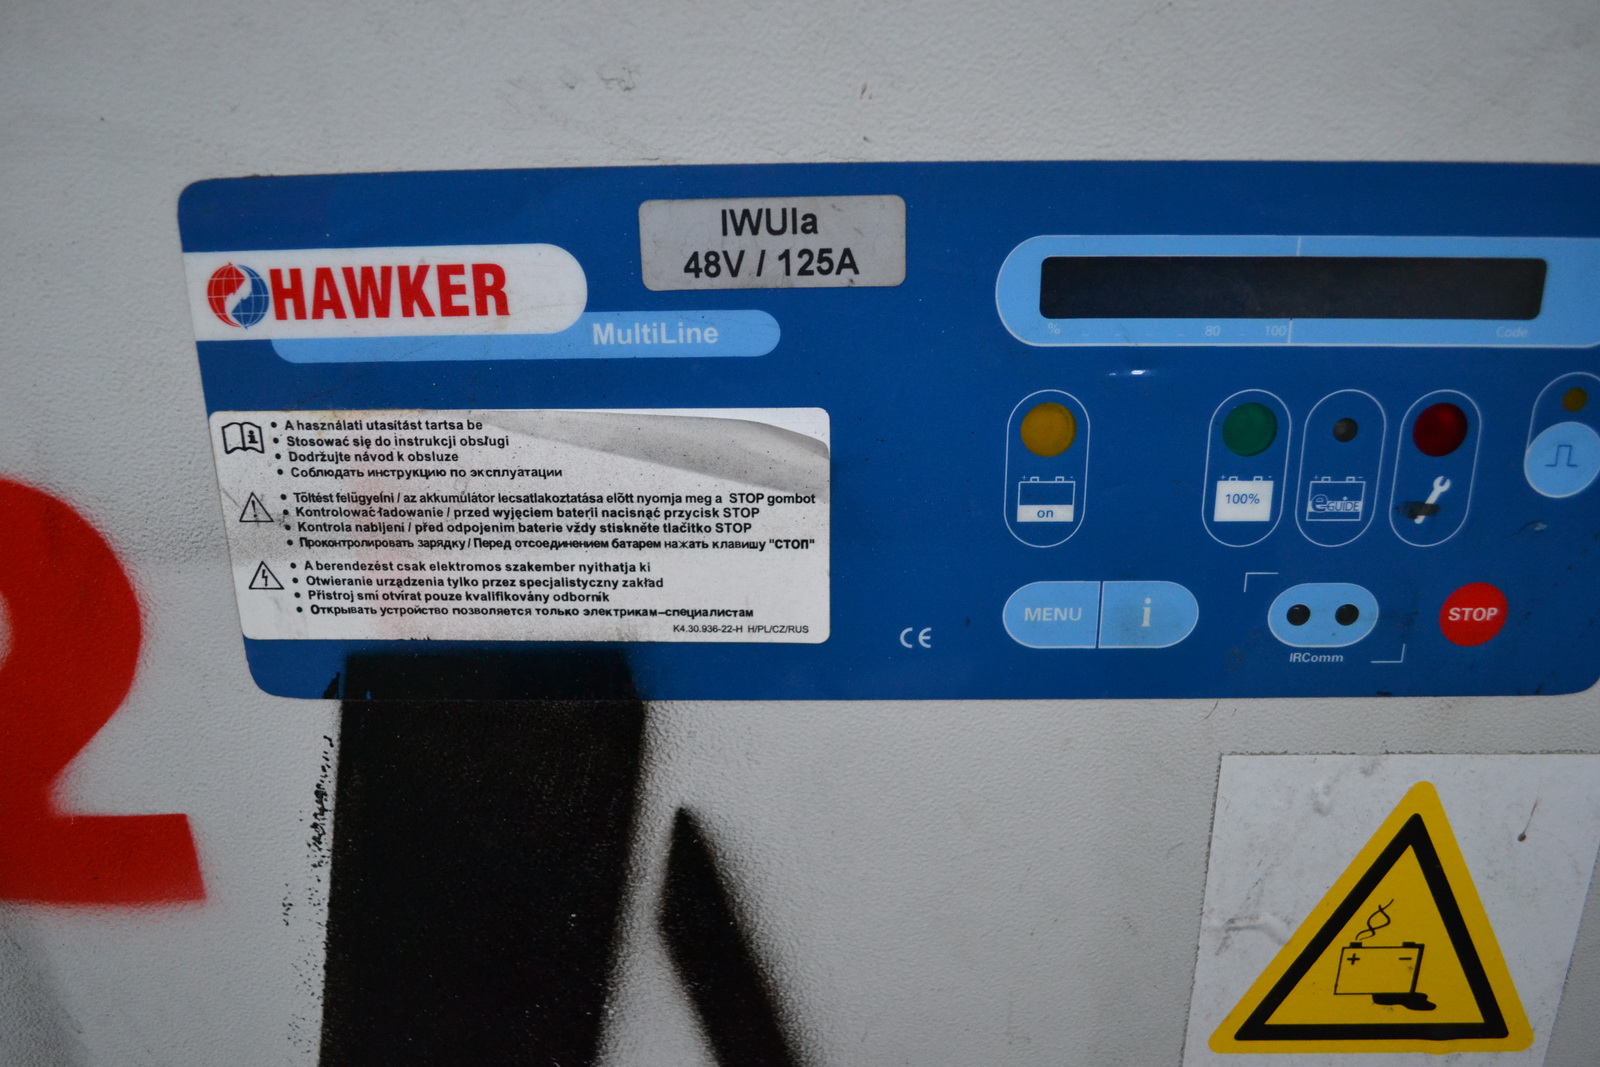 IWUIa
48V / 125A
HAWKER
MultiLine
% 80 100 Code
• A használati utasítást tartsa be
• Stosować się do instrukcji obsługi
• Dodržujte návod k obsluze
• Соблюдать инструкцию по эксплуатации
• Töltést felügyelni / az akkumulátor lecsatlakoztatása előtt nyomja meg a STOP gombot
• Kontrolować ładowanie / przed wyjęciem baterii nacisnąć przycisk STOP
• Kontrola nabíjení / před odpojenim baterie vždy stiskněte tlačítko STOP
• Проконтролировать зарядку / Перед отсоединением батарем нажать клавишу "СТОП"
• A berendezést csak elektromos szakember nyithatja ki
• Otwieranie urządzenia tylko przez specjalistyczny zakład
• Přístroj smí otvírat pouze kvalifikovány odborník
• Открывать устройство позволяется только электрикам-специалистам
K4.30.936-22-H H/PL/CZ/RUS
CE
on
100%
eGUIDE
MENU i
IRComm
STOP
+ −
2